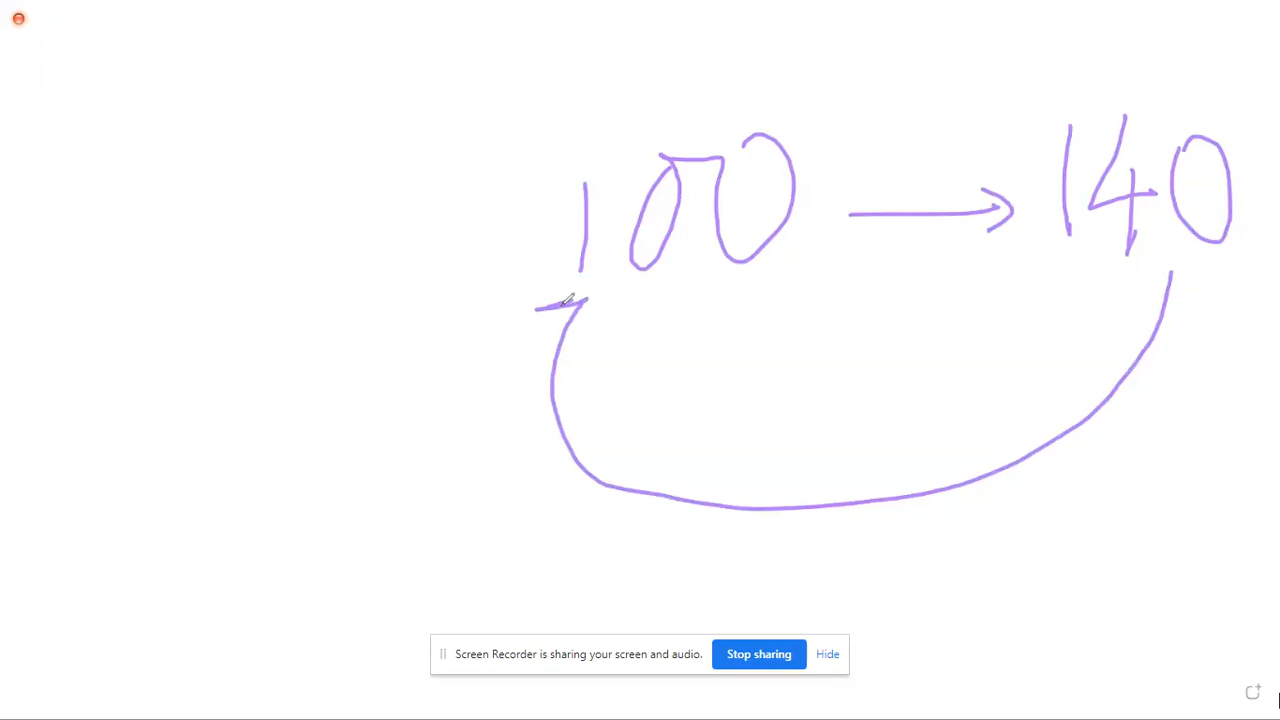 100 → 140
Screen Recorder is sharing your screen and audio. Stop sharing Hide